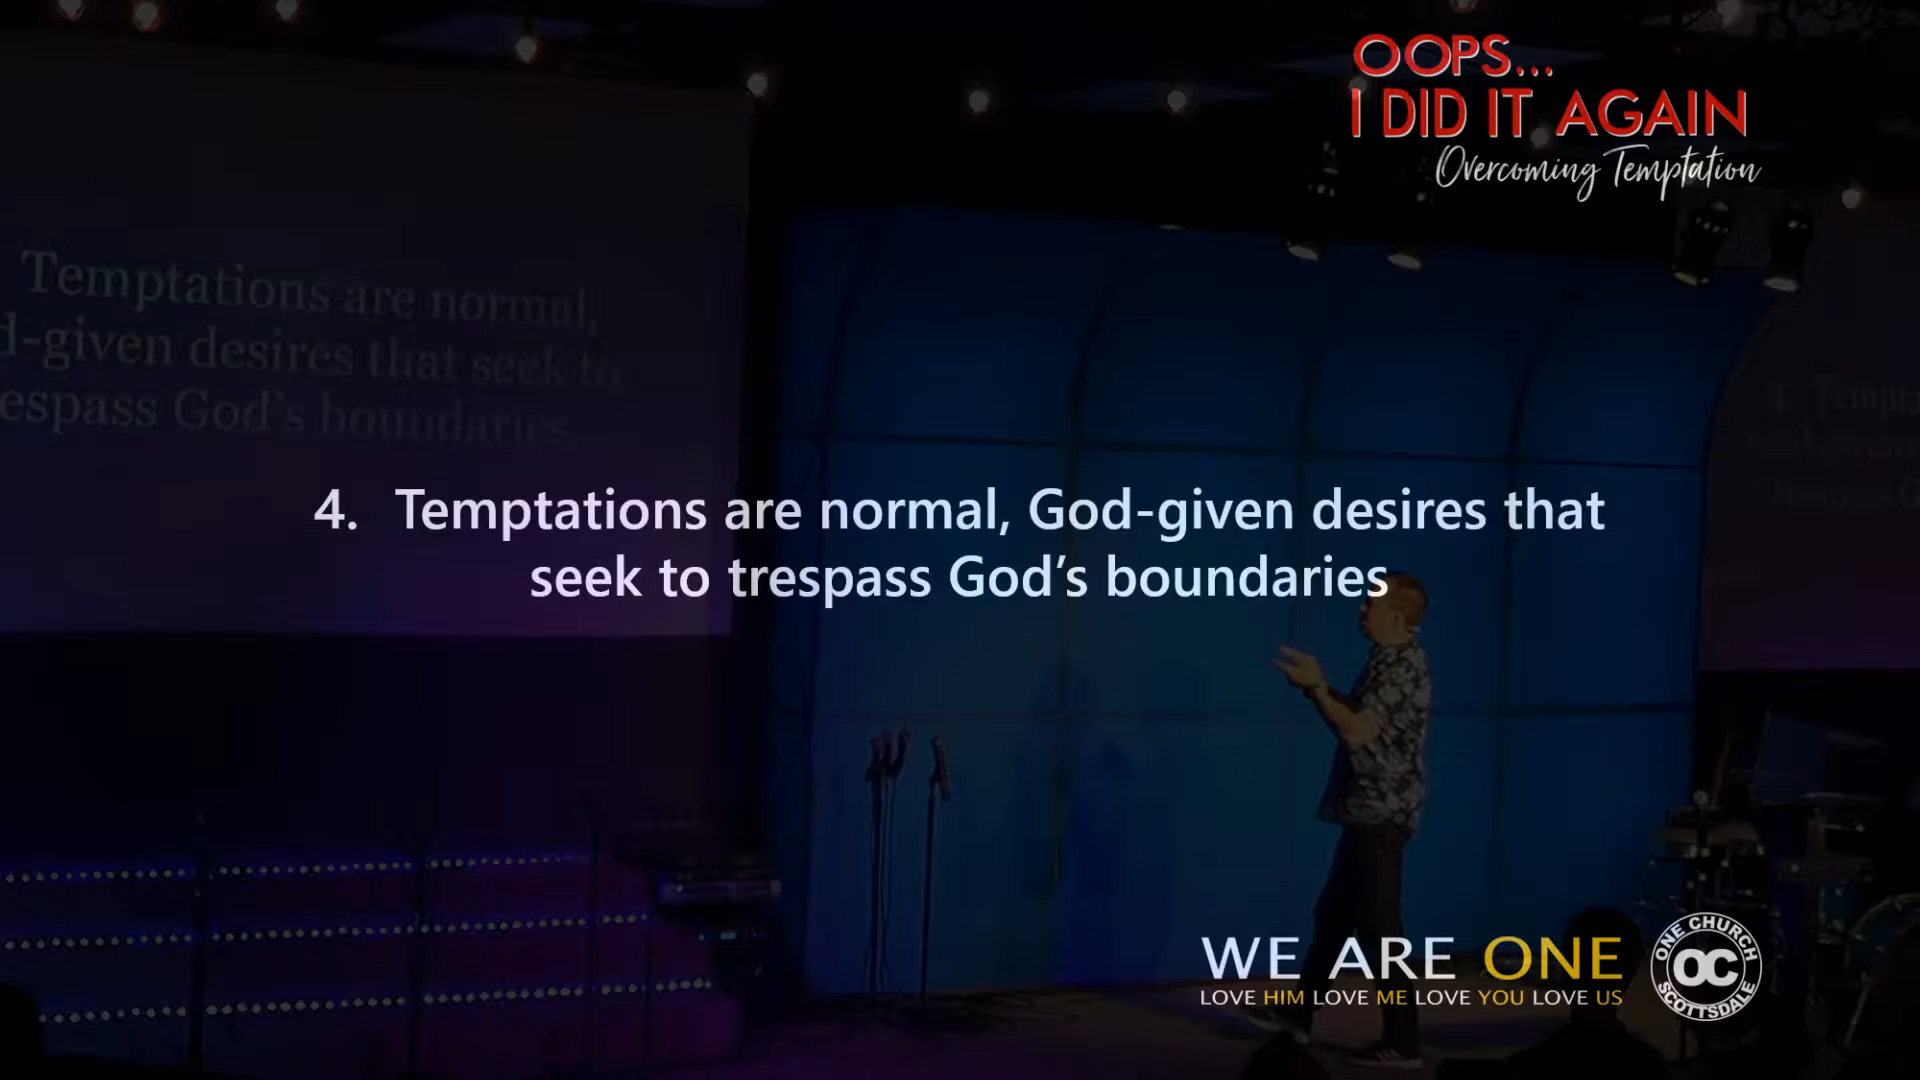 OOPS...
I DID IT AGAIN
Overcoming Temptation
Temptations are normal,
d-given desires that seek to
espass God's boundaries
4. Temptations are normal, God-given desires that
seek to trespass God’s boundaries
WE ARE ONE
LOVE HIM LOVE ME LOVE YOU LOVE US
ONE CHURCH
OC
SCOTTSDALE